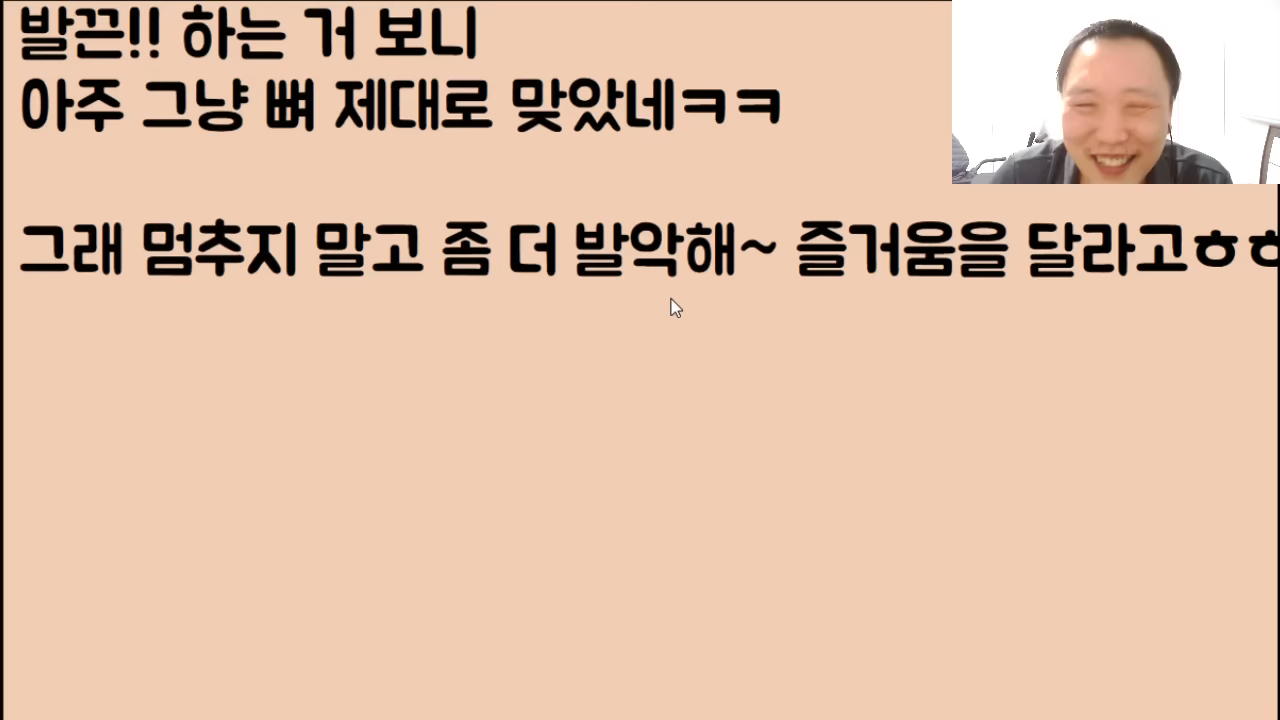 발끈!! 하는 거 보니
아주 그냥 뼈 제대로 맞았네ㅋㅋ
그래 멈추지 말고 좀 더 발악해~ 즐거움을 달라고ㅎㅎ